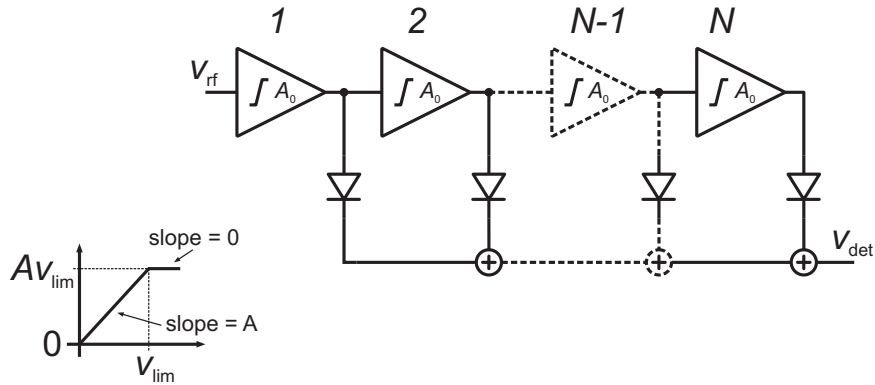 1 2 N-1 N
v_rf A_0 A_0 A_0 A_0
v_det
slope = 0
Av_lim
slope = A
0
v_lim